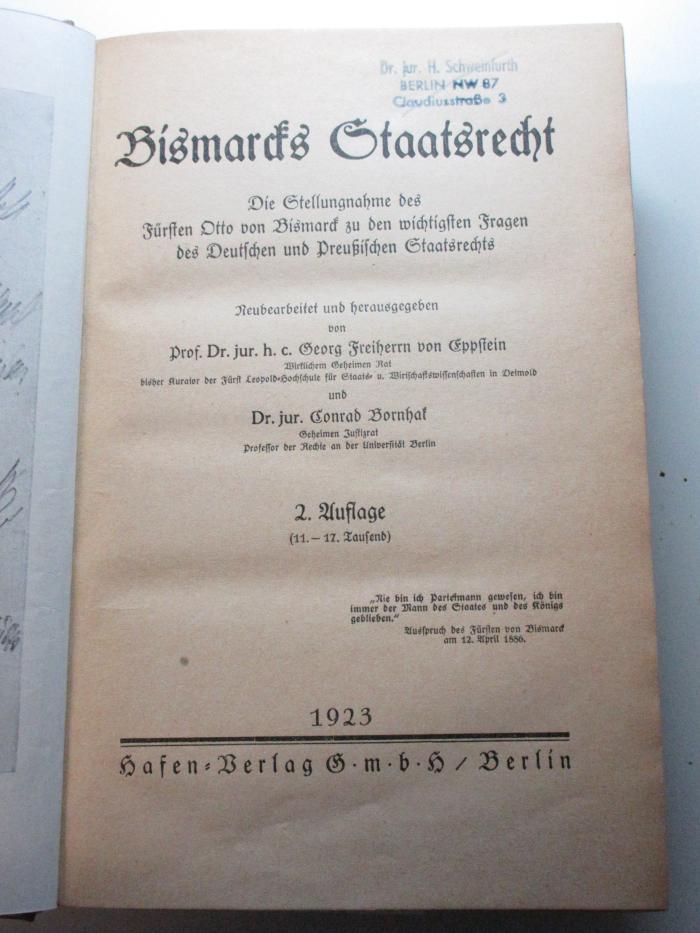 Dr. jur. H. Schweinfurth
BERLIN NW 87
Claudiusstraße 3
Bismarcks Staatsrecht
Die Stellungnahme des
Fürsten Otto von Bismarck zu den wichtigsten Fragen
des Deutschen und Preußischen Staatsrechts
Neubearbeitet und herausgegeben
von
Prof. Dr. jur. h. c. Georg Freiherrn von Eppstein
Wirklichem Geheimen Rat
bisher Kurator der Fürst Leopold-Hochschule für Staats- u. Wirtschaftswissenschaften in Detmold
und
Dr. jur. Conrad Bornhak
Geheimen Justizrat
Professor der Rechte an der Universität Berlin
2. Auflage
(11.—17. Tausend)
„Nie bin ich Parteimann gewesen, ich bin
immer der Mann des Staates und des Königs
geblieben.“
Ausspruch des Fürsten von Bismarck
am 12. April 1886.
1923
Hafen-Verlag G·m·b·H / Berlin